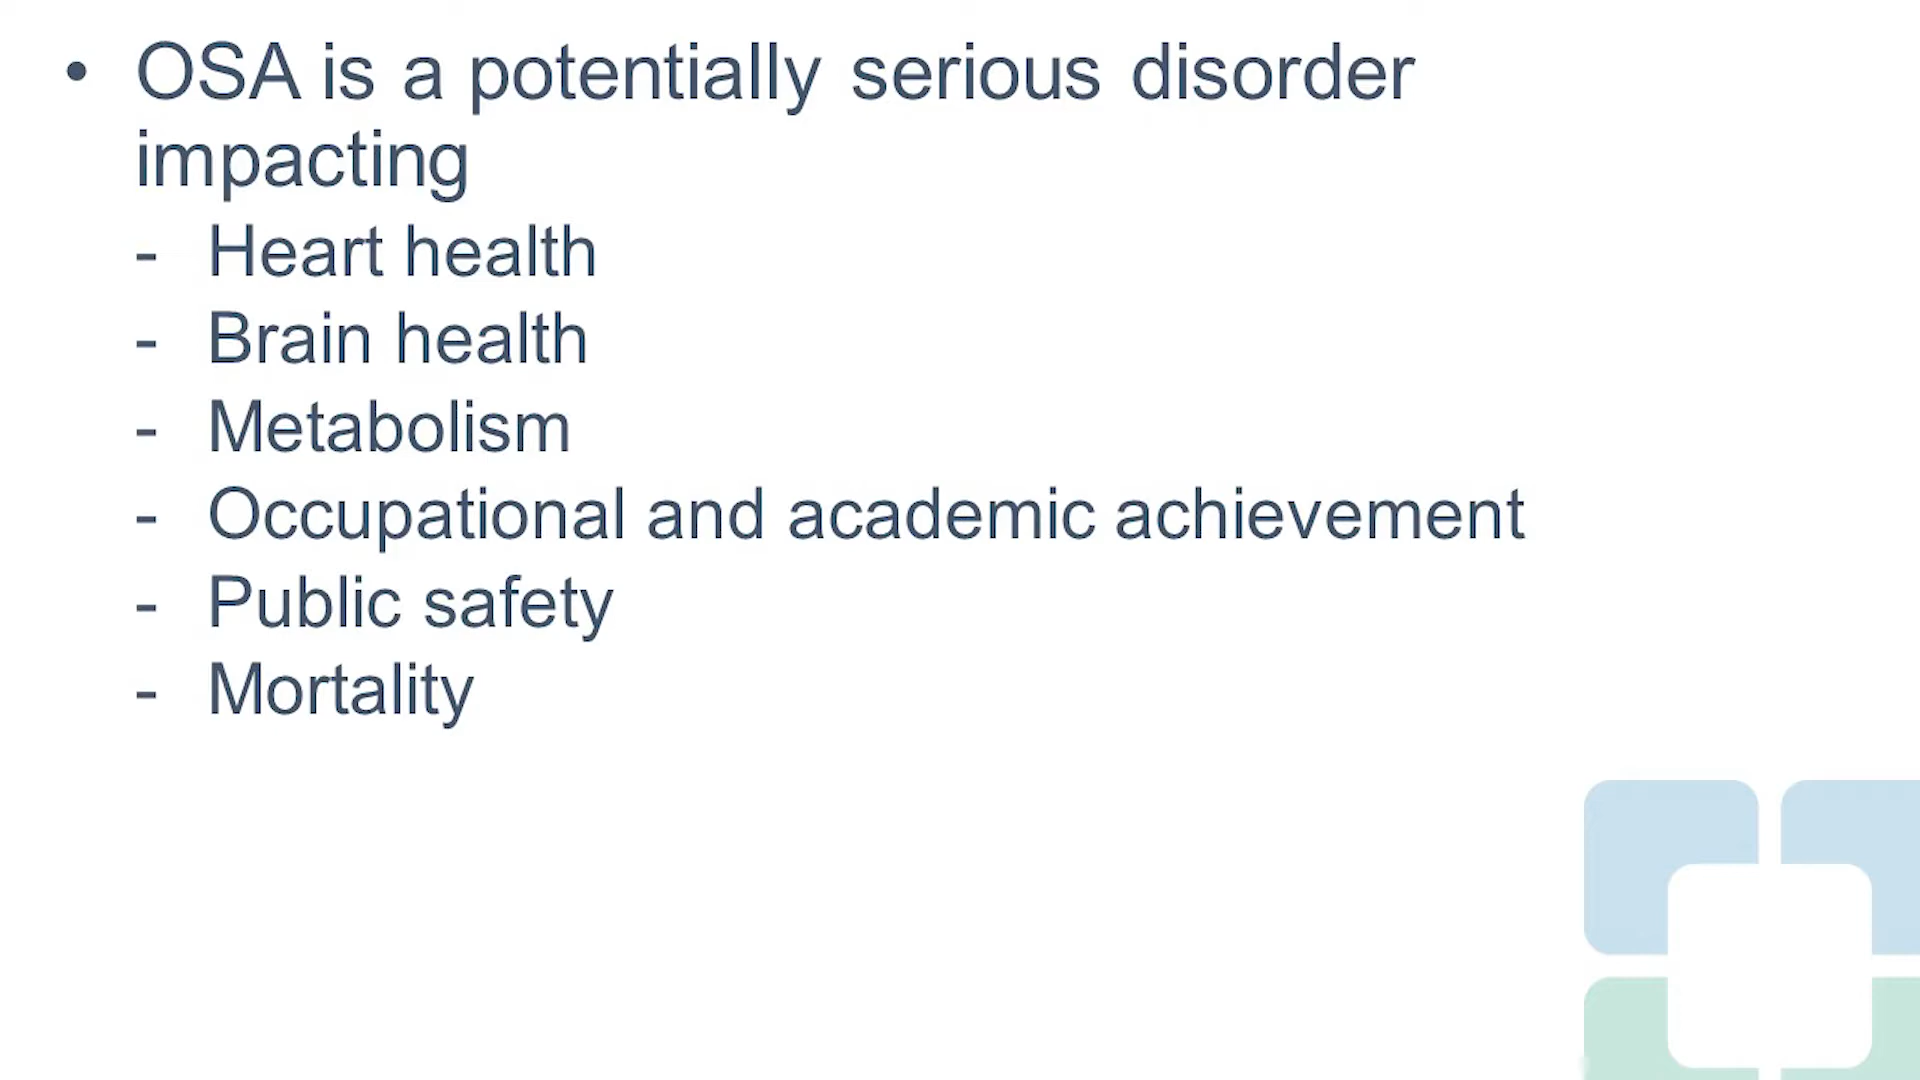 • OSA is a potentially serious disorder
impacting
- Heart health
- Brain health
- Metabolism
- Occupational and academic achievement
- Public safety
- Mortality